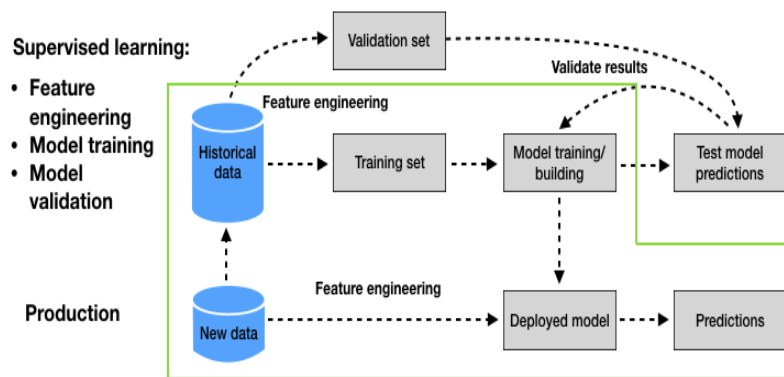 Supervised learning:
• Feature
engineering
• Model training
• Model
validation
Validation set
Validate results
Feature engineering
Historical
data
Training set
Model training/
building
Test model
predictions
Production
Feature engineering
New data
Deployed model
Predictions